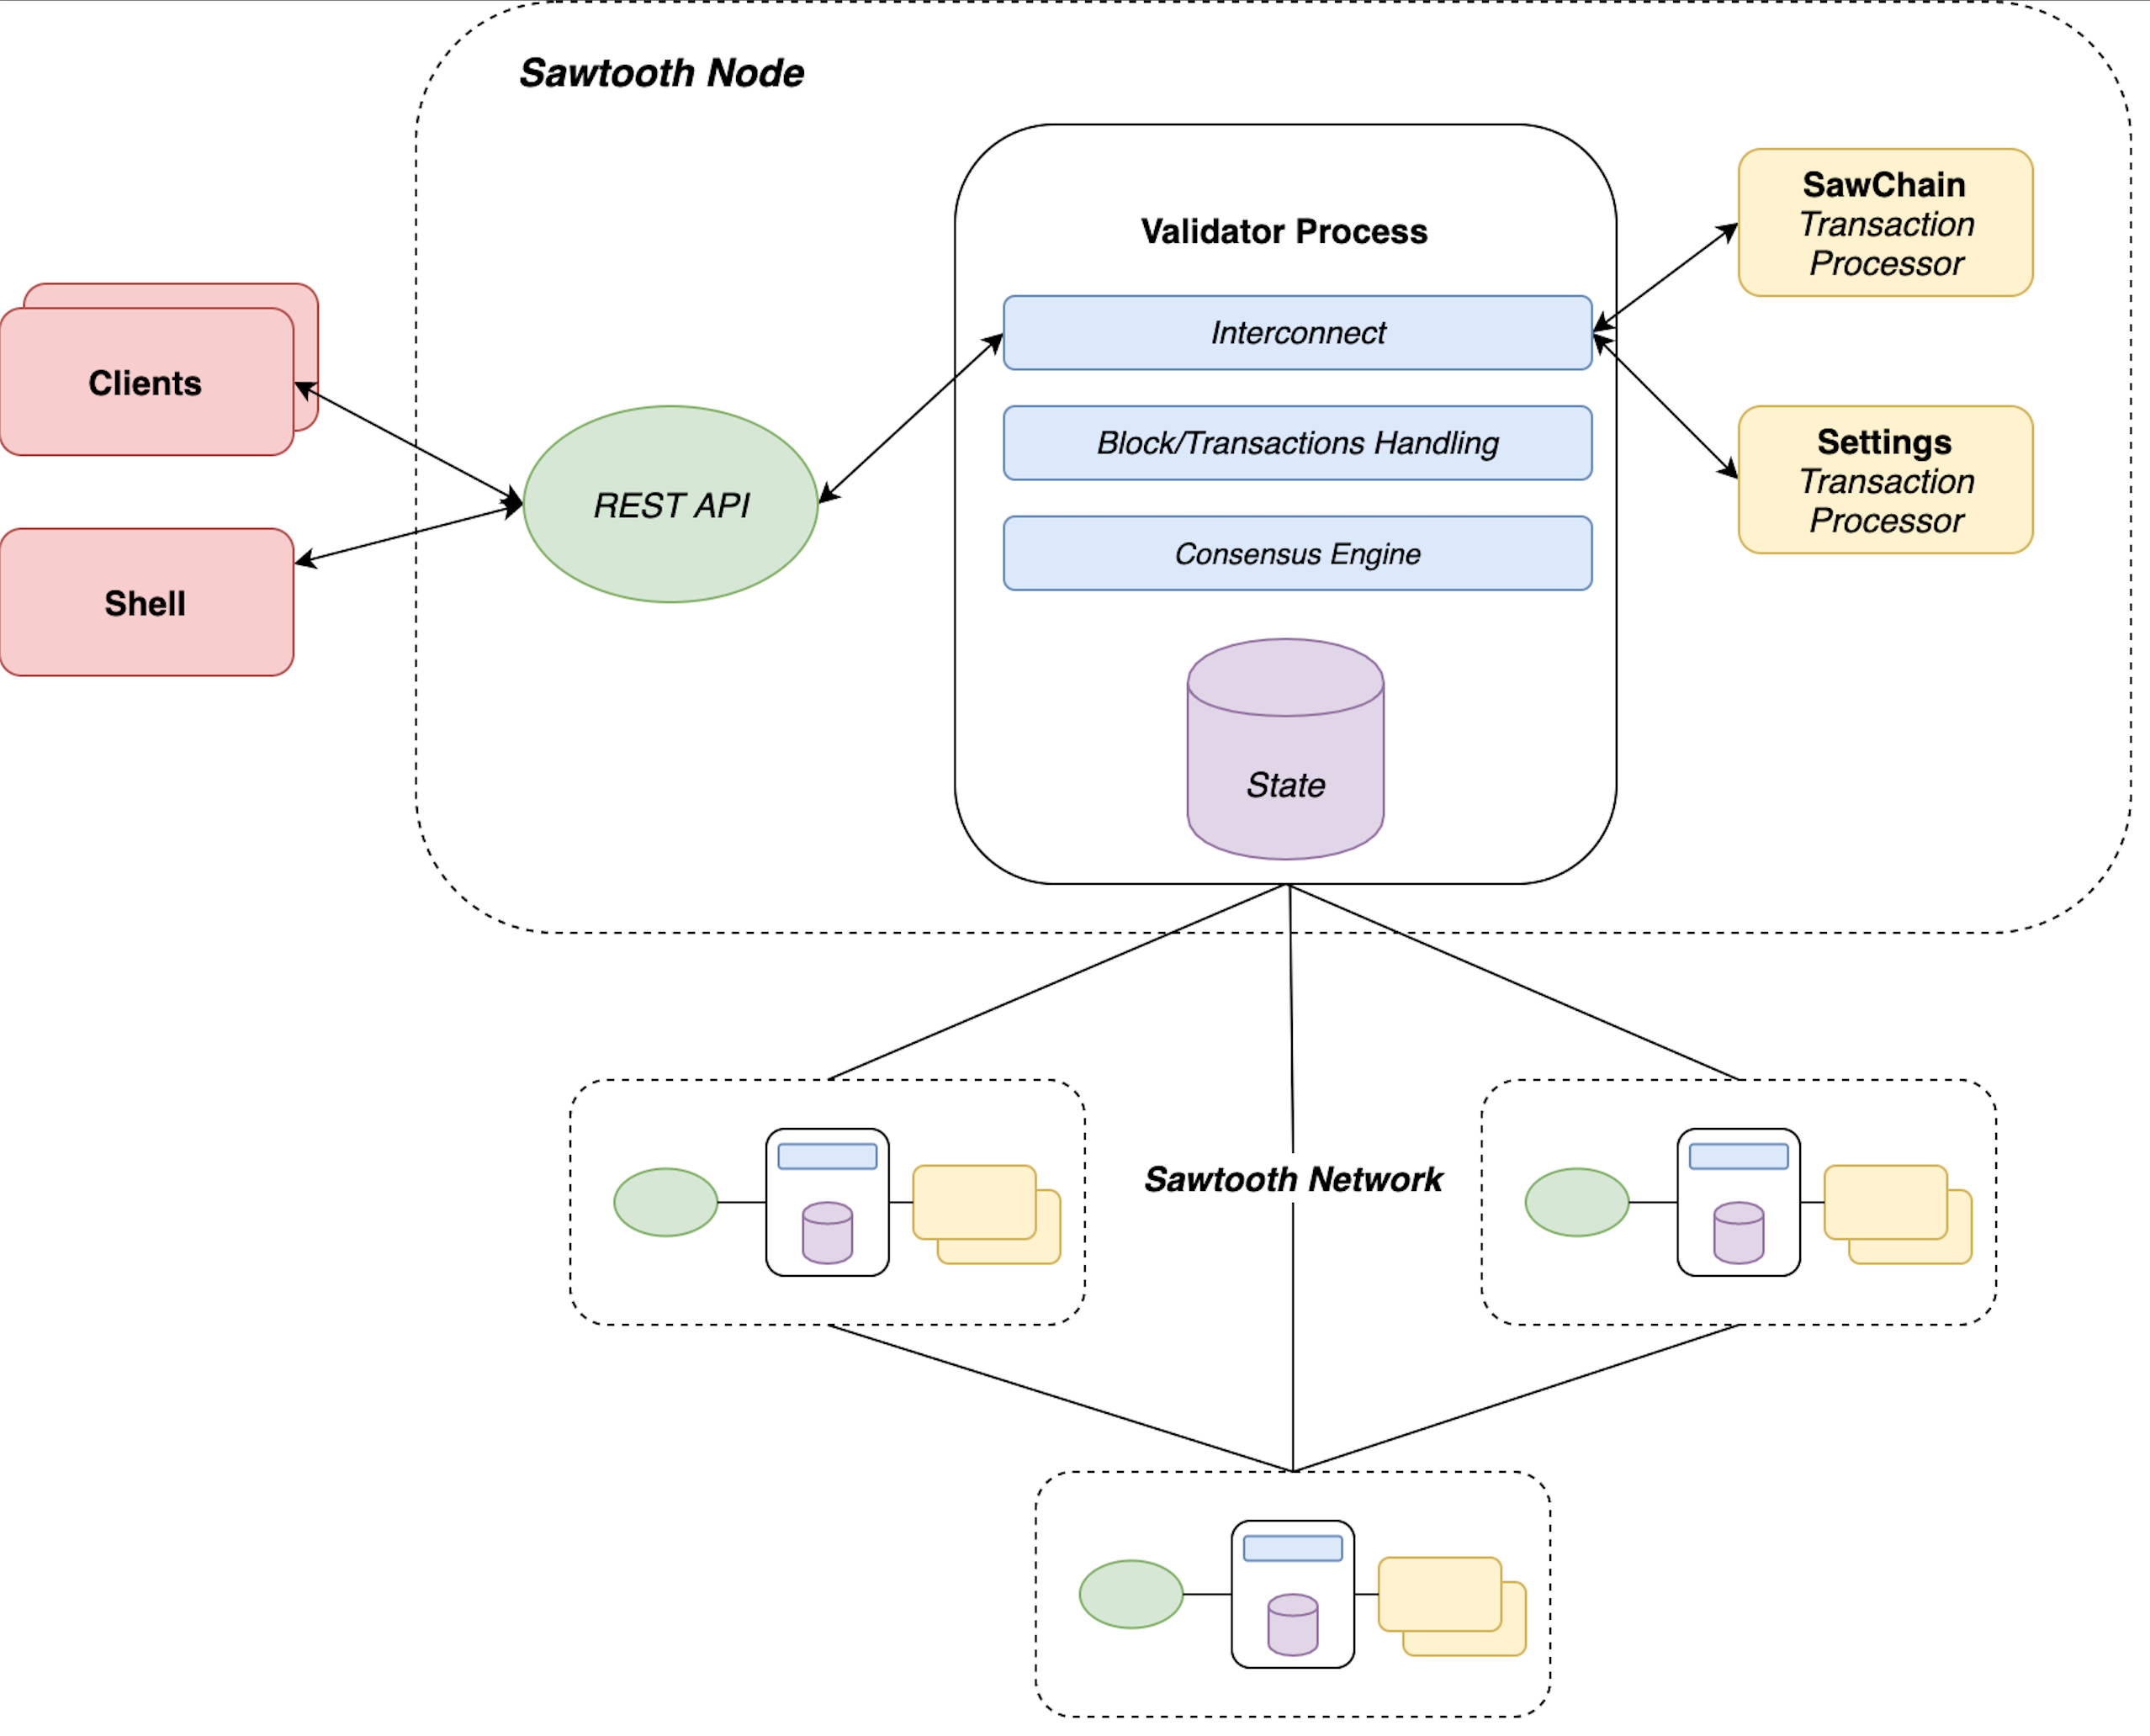 Sawtooth Node
Validator Process
Interconnect
Block/Transactions Handling
Consensus Engine
State
SawChain
Transaction
Processor
Settings
Transaction
Processor
Clients
Shell
REST API
Sawtooth Network